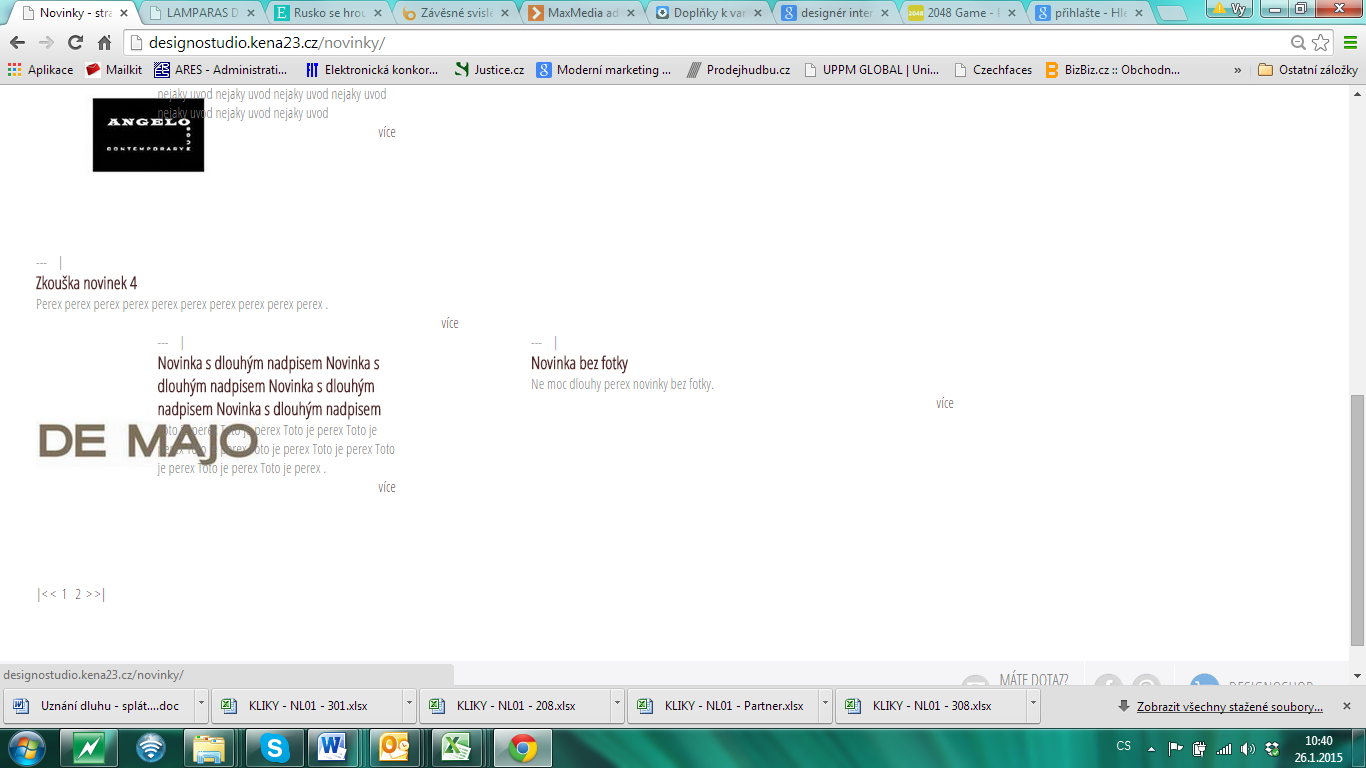 Novinky - stra
LAMPARAS D
Rusko se hrou
Závěsné svisle
MaxMedia ad
Doplňky k var
designér inter
2048 Game - P
přihlašte - Hle
Vy
designostudio.kena23.cz/novinky/
Aplikace
Mailkit
ARES - Administrati...
Elektronická konkor...
Justice.cz
Moderní marketing ...
Prodejhudbu.cz
UPPM GLOBAL | Uni...
Czechfaces
BizBiz.cz :: Obchodn...
»
Ostatní záložky
nejaky uvod nejaky uvod nejaky uvod nejaky uvod
nejaky uvod nejaky uvod nejaky uvod
ANGELO
CONTEMPORARY
více
--- |
Zkouška novinek 4
Perex perex perex perex perex perex perex perex perex perex .
více
--- |
Novinka s dlouhým nadpisem Novinka s
dlouhým nadpisem Novinka s dlouhým
nadpisem Novinka s dlouhým nadpisem
Toto je perex Toto je perex Toto je perex Toto je
perex Toto je perex Toto je perex Toto je perex Toto
je perex Toto je perex Toto je perex .
DE MAJO
více
--- |
Novinka bez fotky
Ne moc dlouhy perex novinky bez fotky.
více
|<< 1 2 >>|
designostudio.kena23.cz/novinky/
MÁTE DOTAZ?
DESIGNOSHOP
Uznání dluhu - splát....doc
KLIKY - NL01 - 301.xlsx
KLIKY - NL01 - 208.xlsx
KLIKY - NL01 - Partner.xlsx
KLIKY - NL01 - 308.xlsx
Zobrazit všechny stažené soubory...
CS
10:40
26.1.2015